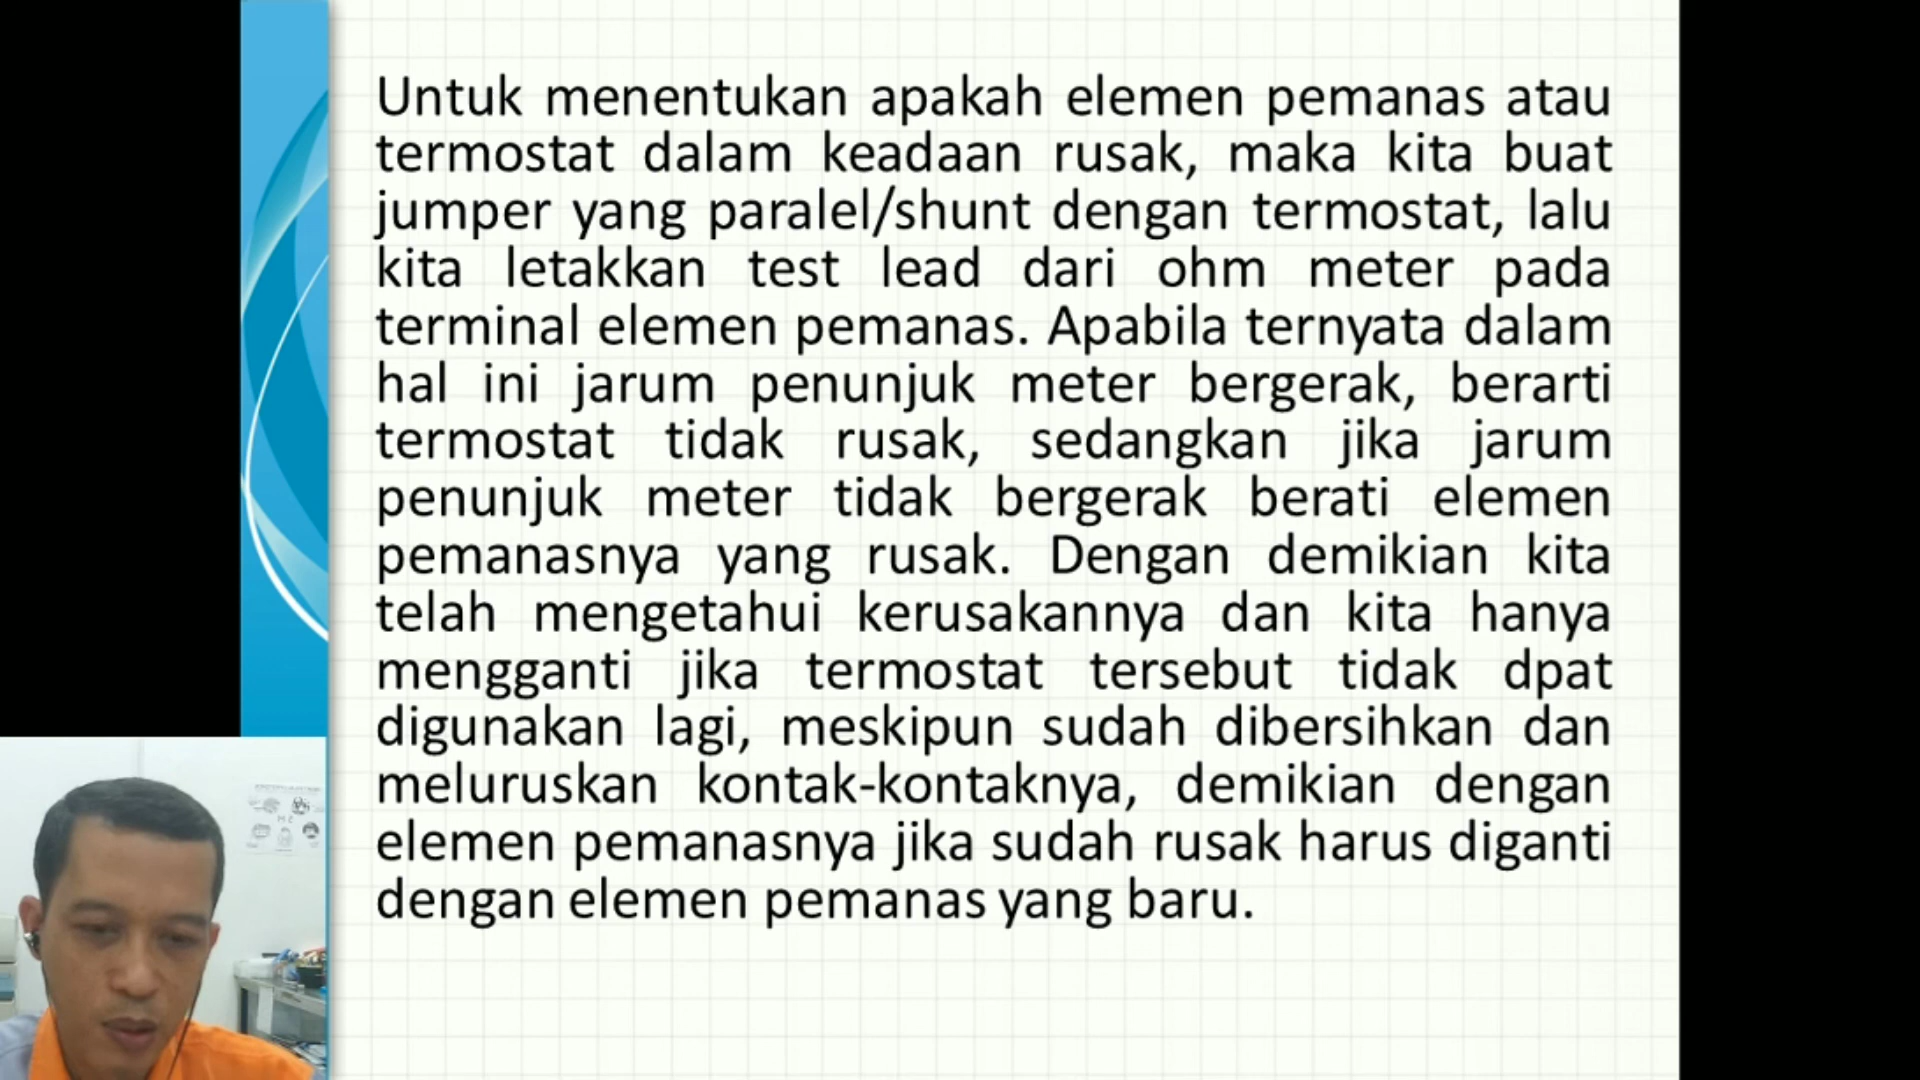 Untuk menentukan apakah elemen pemanas atau
termostat dalam keadaan rusak, maka kita buat
jumper yang paralel/shunt dengan termostat, lalu
kita letakkan test lead dari ohm meter pada
terminal elemen pemanas. Apabila ternyata dalam
hal ini jarum penunjuk meter bergerak, berarti
termostat tidak rusak, sedangkan jika jarum
penunjuk meter tidak bergerak berati elemen
pemanasnya yang rusak. Dengan demikian kita
telah mengetahui kerusakannya dan kita hanya
mengganti jika termostat tersebut tidak dpat
digunakan lagi, meskipun sudah dibersihkan dan
meluruskan kontak-kontaknya, demikian dengan
elemen pemanasnya jika sudah rusak harus diganti
dengan elemen pemanas yang baru.